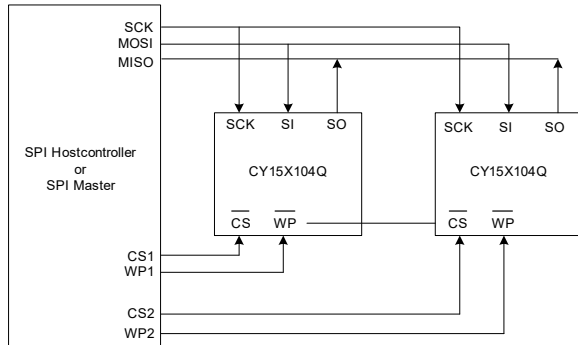 SCK
MOSI
MISO
SCK SI SO
SCK SI SO
SPI Hostcontroller
or
SPI Master
CY15X104Q
CY15X104Q
CS WP
CS WP
CS1
WP1
CS2
WP2